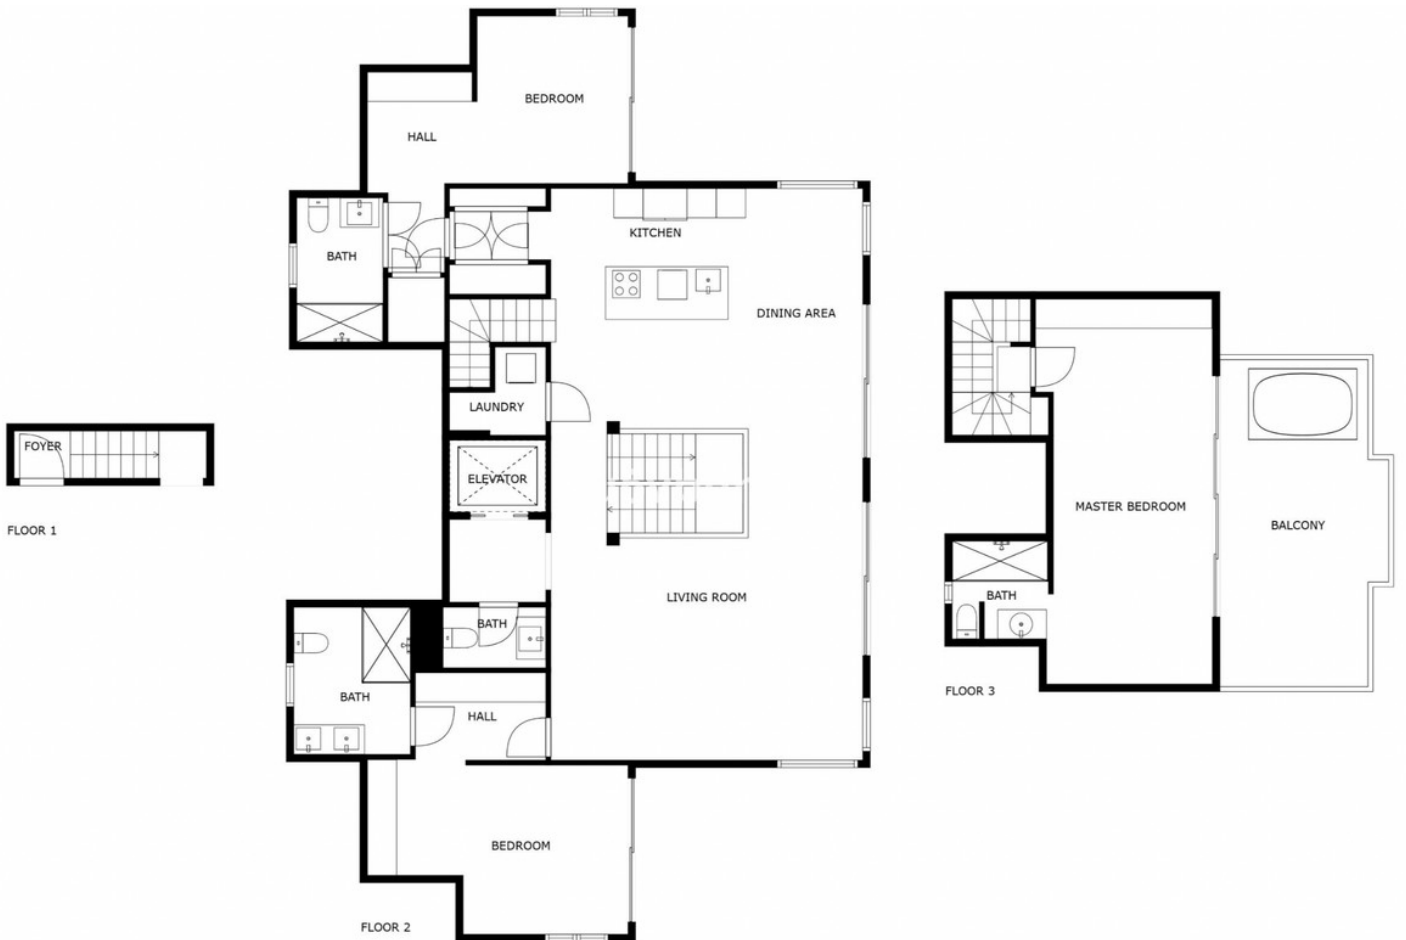 FOYER
FLOOR 1
BEDROOM
HALL
BATH
KITCHEN
DINING AREA
LAUNDRY
ELEVATOR
LIVING ROOM
BATH
BATH
HALL
BEDROOM
FLOOR 2
MASTER BEDROOM
BALCONY
BATH
FLOOR 3